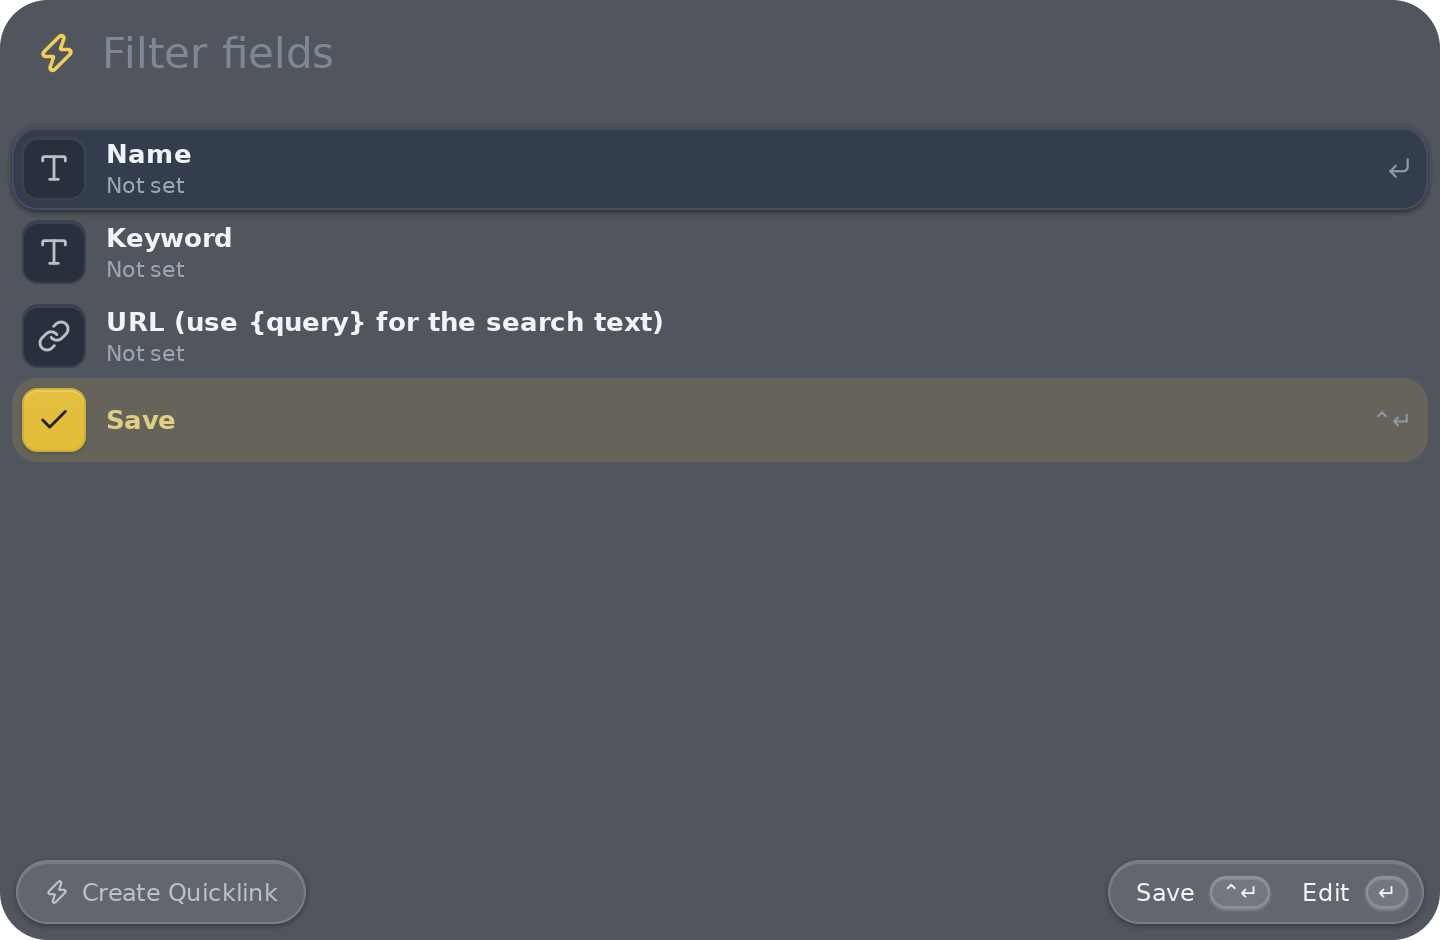 Filter fields
Name
Not set
Keyword
Not set
URL (use {query} for the search text)
Not set
Save ^↵
Create Quicklink
Save ^↵ Edit ↵